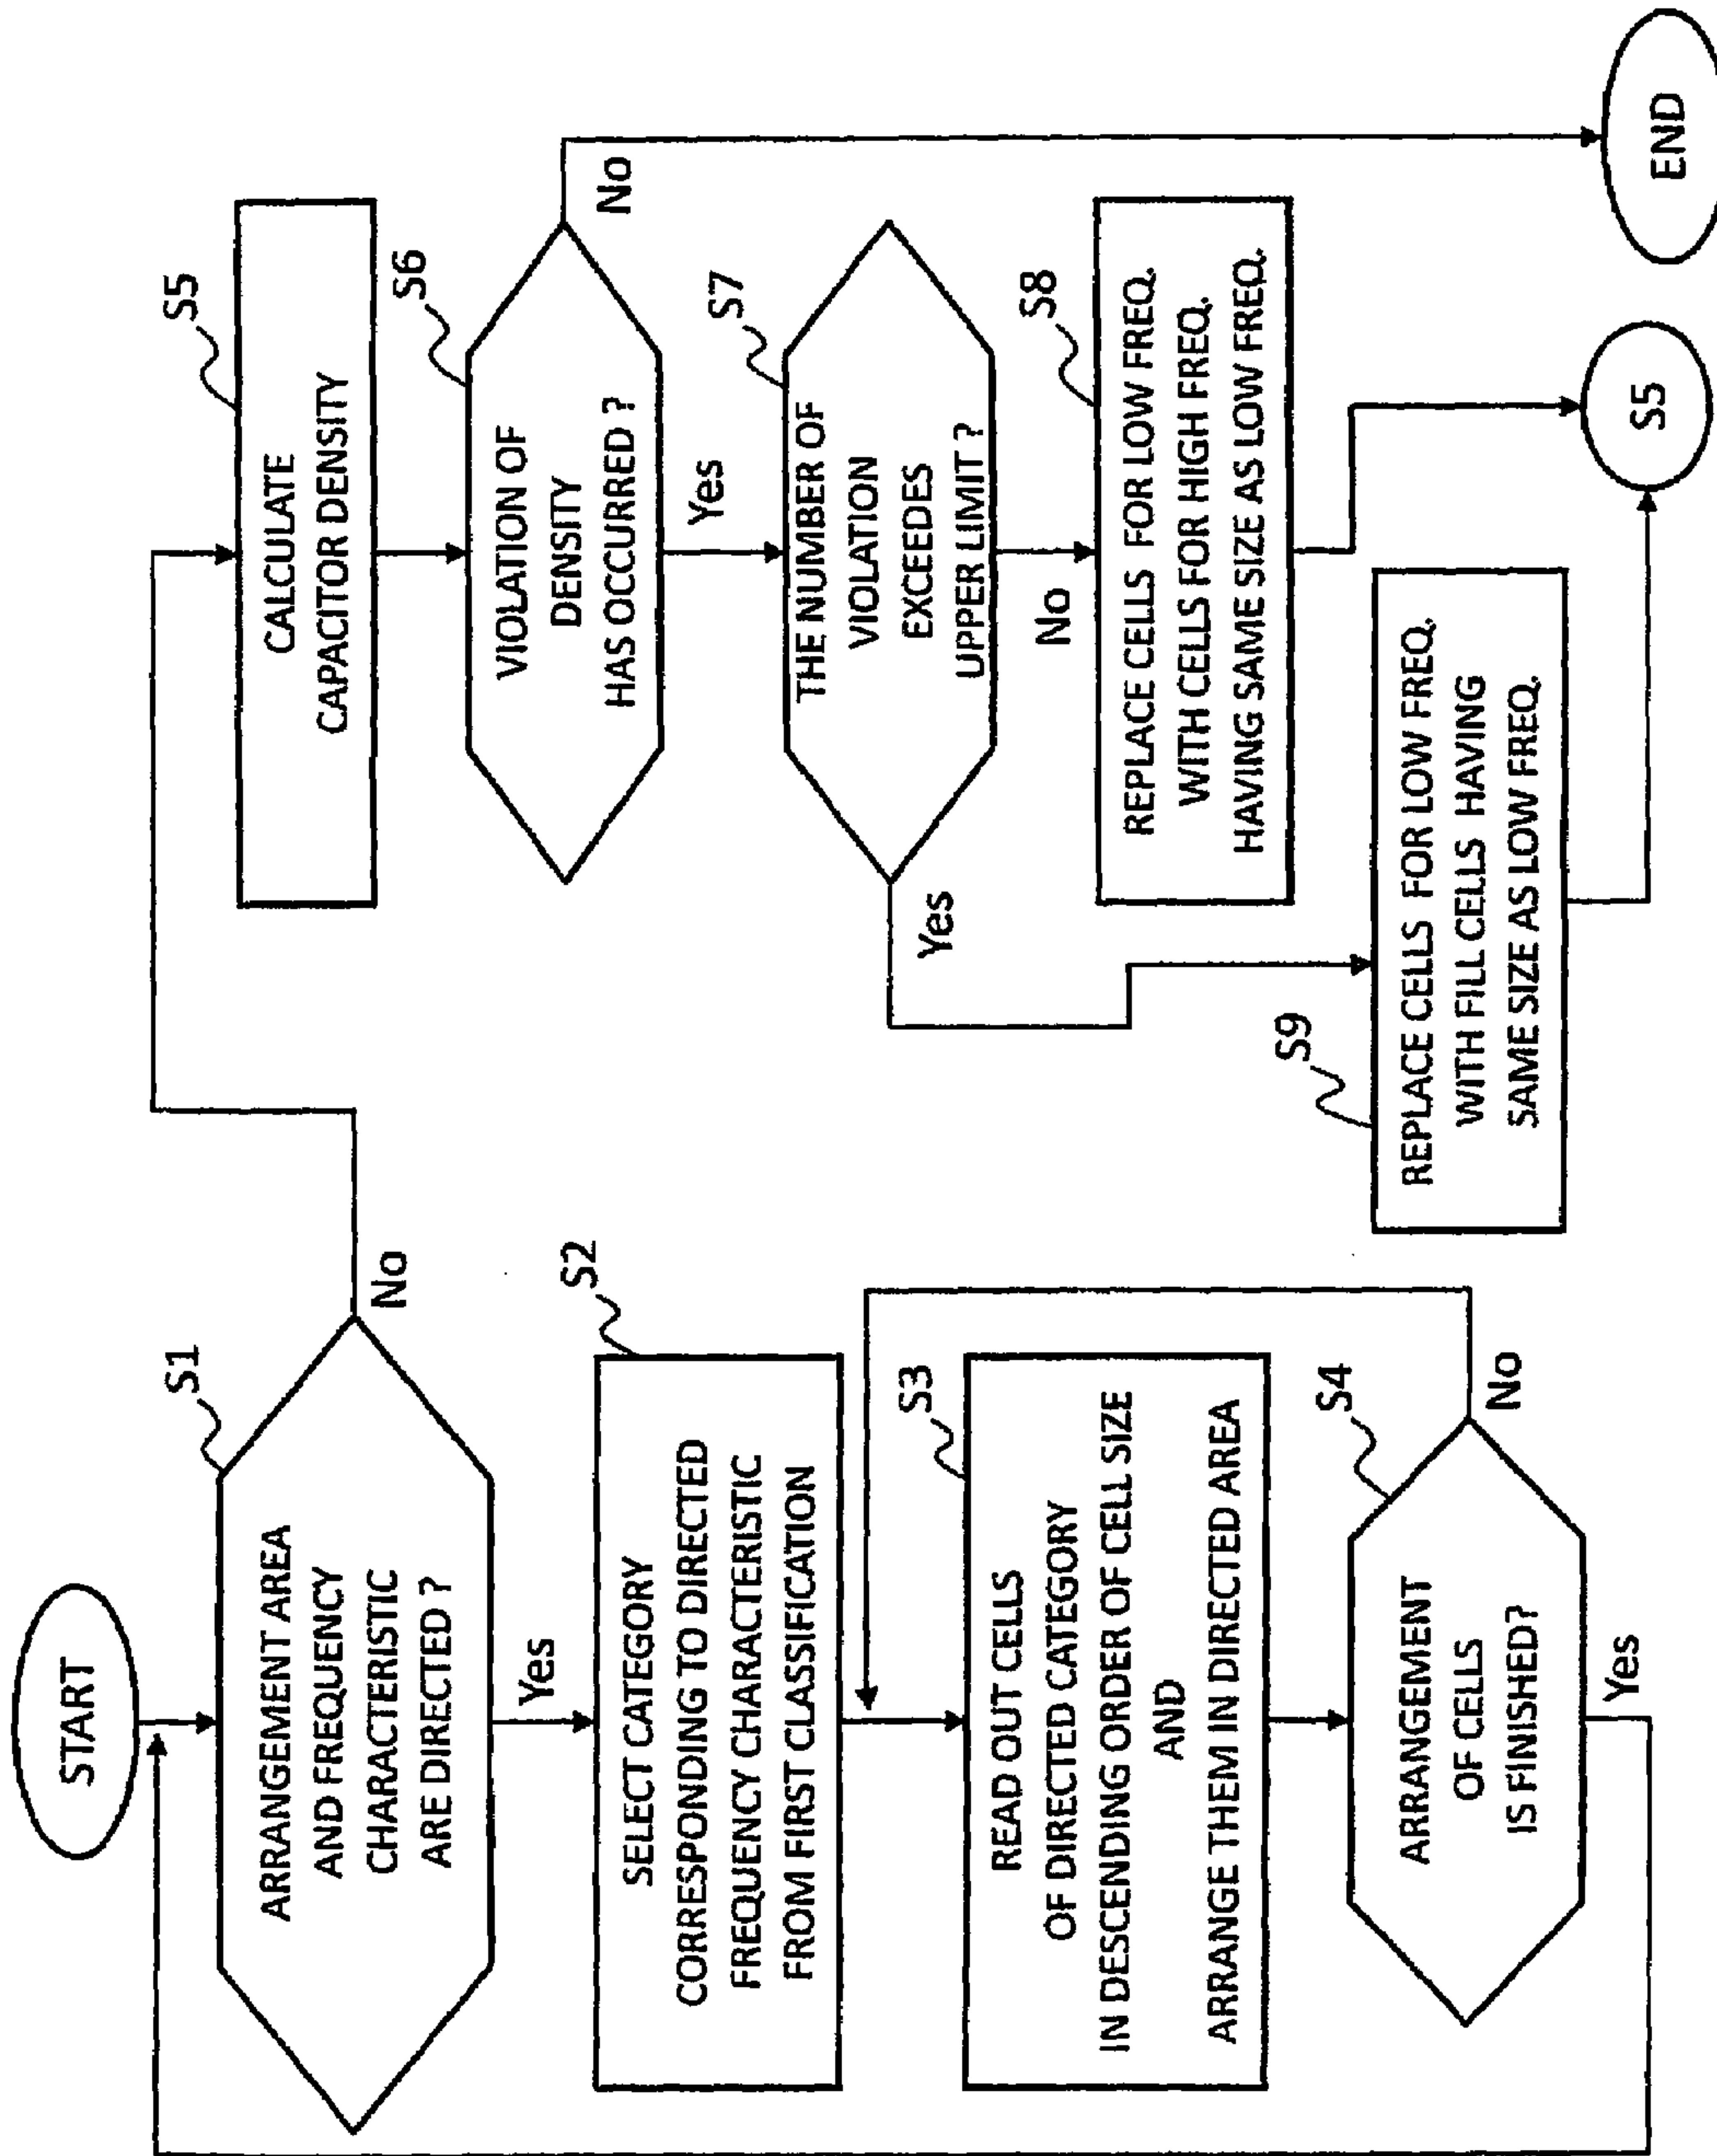 START
S1
ARRANGEMENT AREA
AND FREQUENCY
CHARACTERISTIC
ARE DIRECTED ?
No
Yes
S2
SELECT CATEGORY
CORRESPONDING TO DIRECTED
FREQUENCY CHARACTERISTIC
FROM FIRST CLASSIFICATION
S3
READ OUT CELLS
OF DIRECTED CATEGORY
IN DESCENDING ORDER OF CELL SIZE
AND
ARRANGE THEM IN DIRECTED AREA
S4
ARRANGEMENT
OF CELLS
IS FINISHED?
No
Yes
S5
CALCULATE
CAPACITOR DENSITY
S6
VIOLATION OF
DENSITY
HAS OCCURRED ?
No
Yes
S7
THE NUMBER OF
VIOLATION
EXCEEDES
UPPER LIMIT ?
Yes
No
S8
REPLACE CELLS FOR LOW FREQ.
WITH CELLS FOR HIGH FREQ.
HAVING SAME SIZE AS LOW FREQ.
S9
REPLACE CELLS FOR LOW FREQ.
WITH FILL CELLS HAVING
SAME SIZE AS LOW FREQ.
S5
END